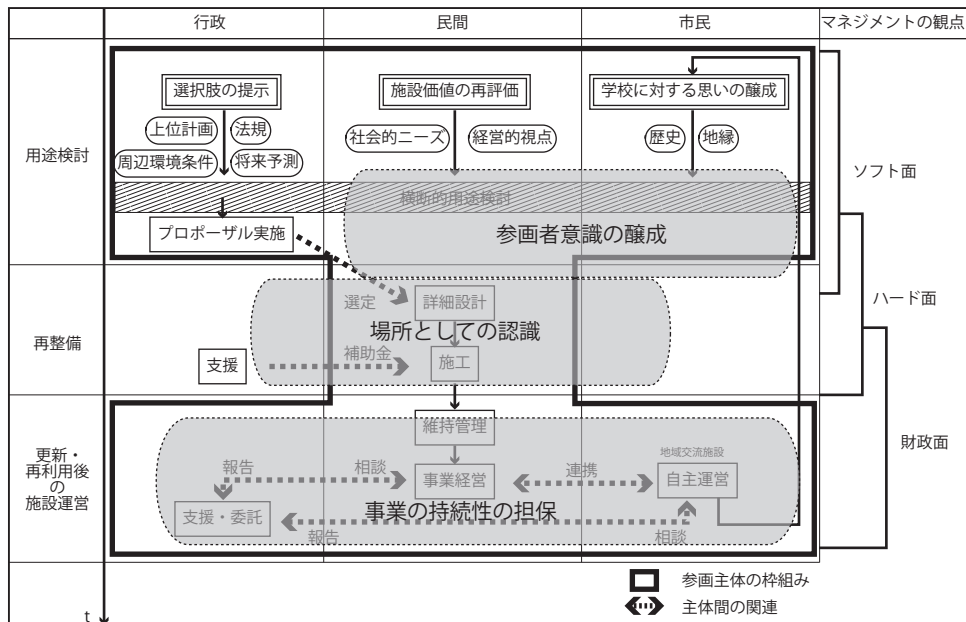 行政
民間
市民
マネジメントの観点
用途検討
選択肢の提示
施設価値の再評価
学校に対する思いの醸成
上位計画
法規
社会的ニーズ
経営的視点
歴史
地縁
周辺環境条件
将来予測
ソフト面
横断的用途検討
プロポーザル実施
参画者意識の醸成
再整備
選定
詳細設計
ハード面
場所としての認識
支援
補助金
施工
更新・
再利用後
の
施設運営
維持管理
財政面
報告
相談
事業経営
連携
地域交流施設
自主運営
支援・委託
事業の持続性の担保
報告
相談
参画主体の枠組み
主体間の関連
t